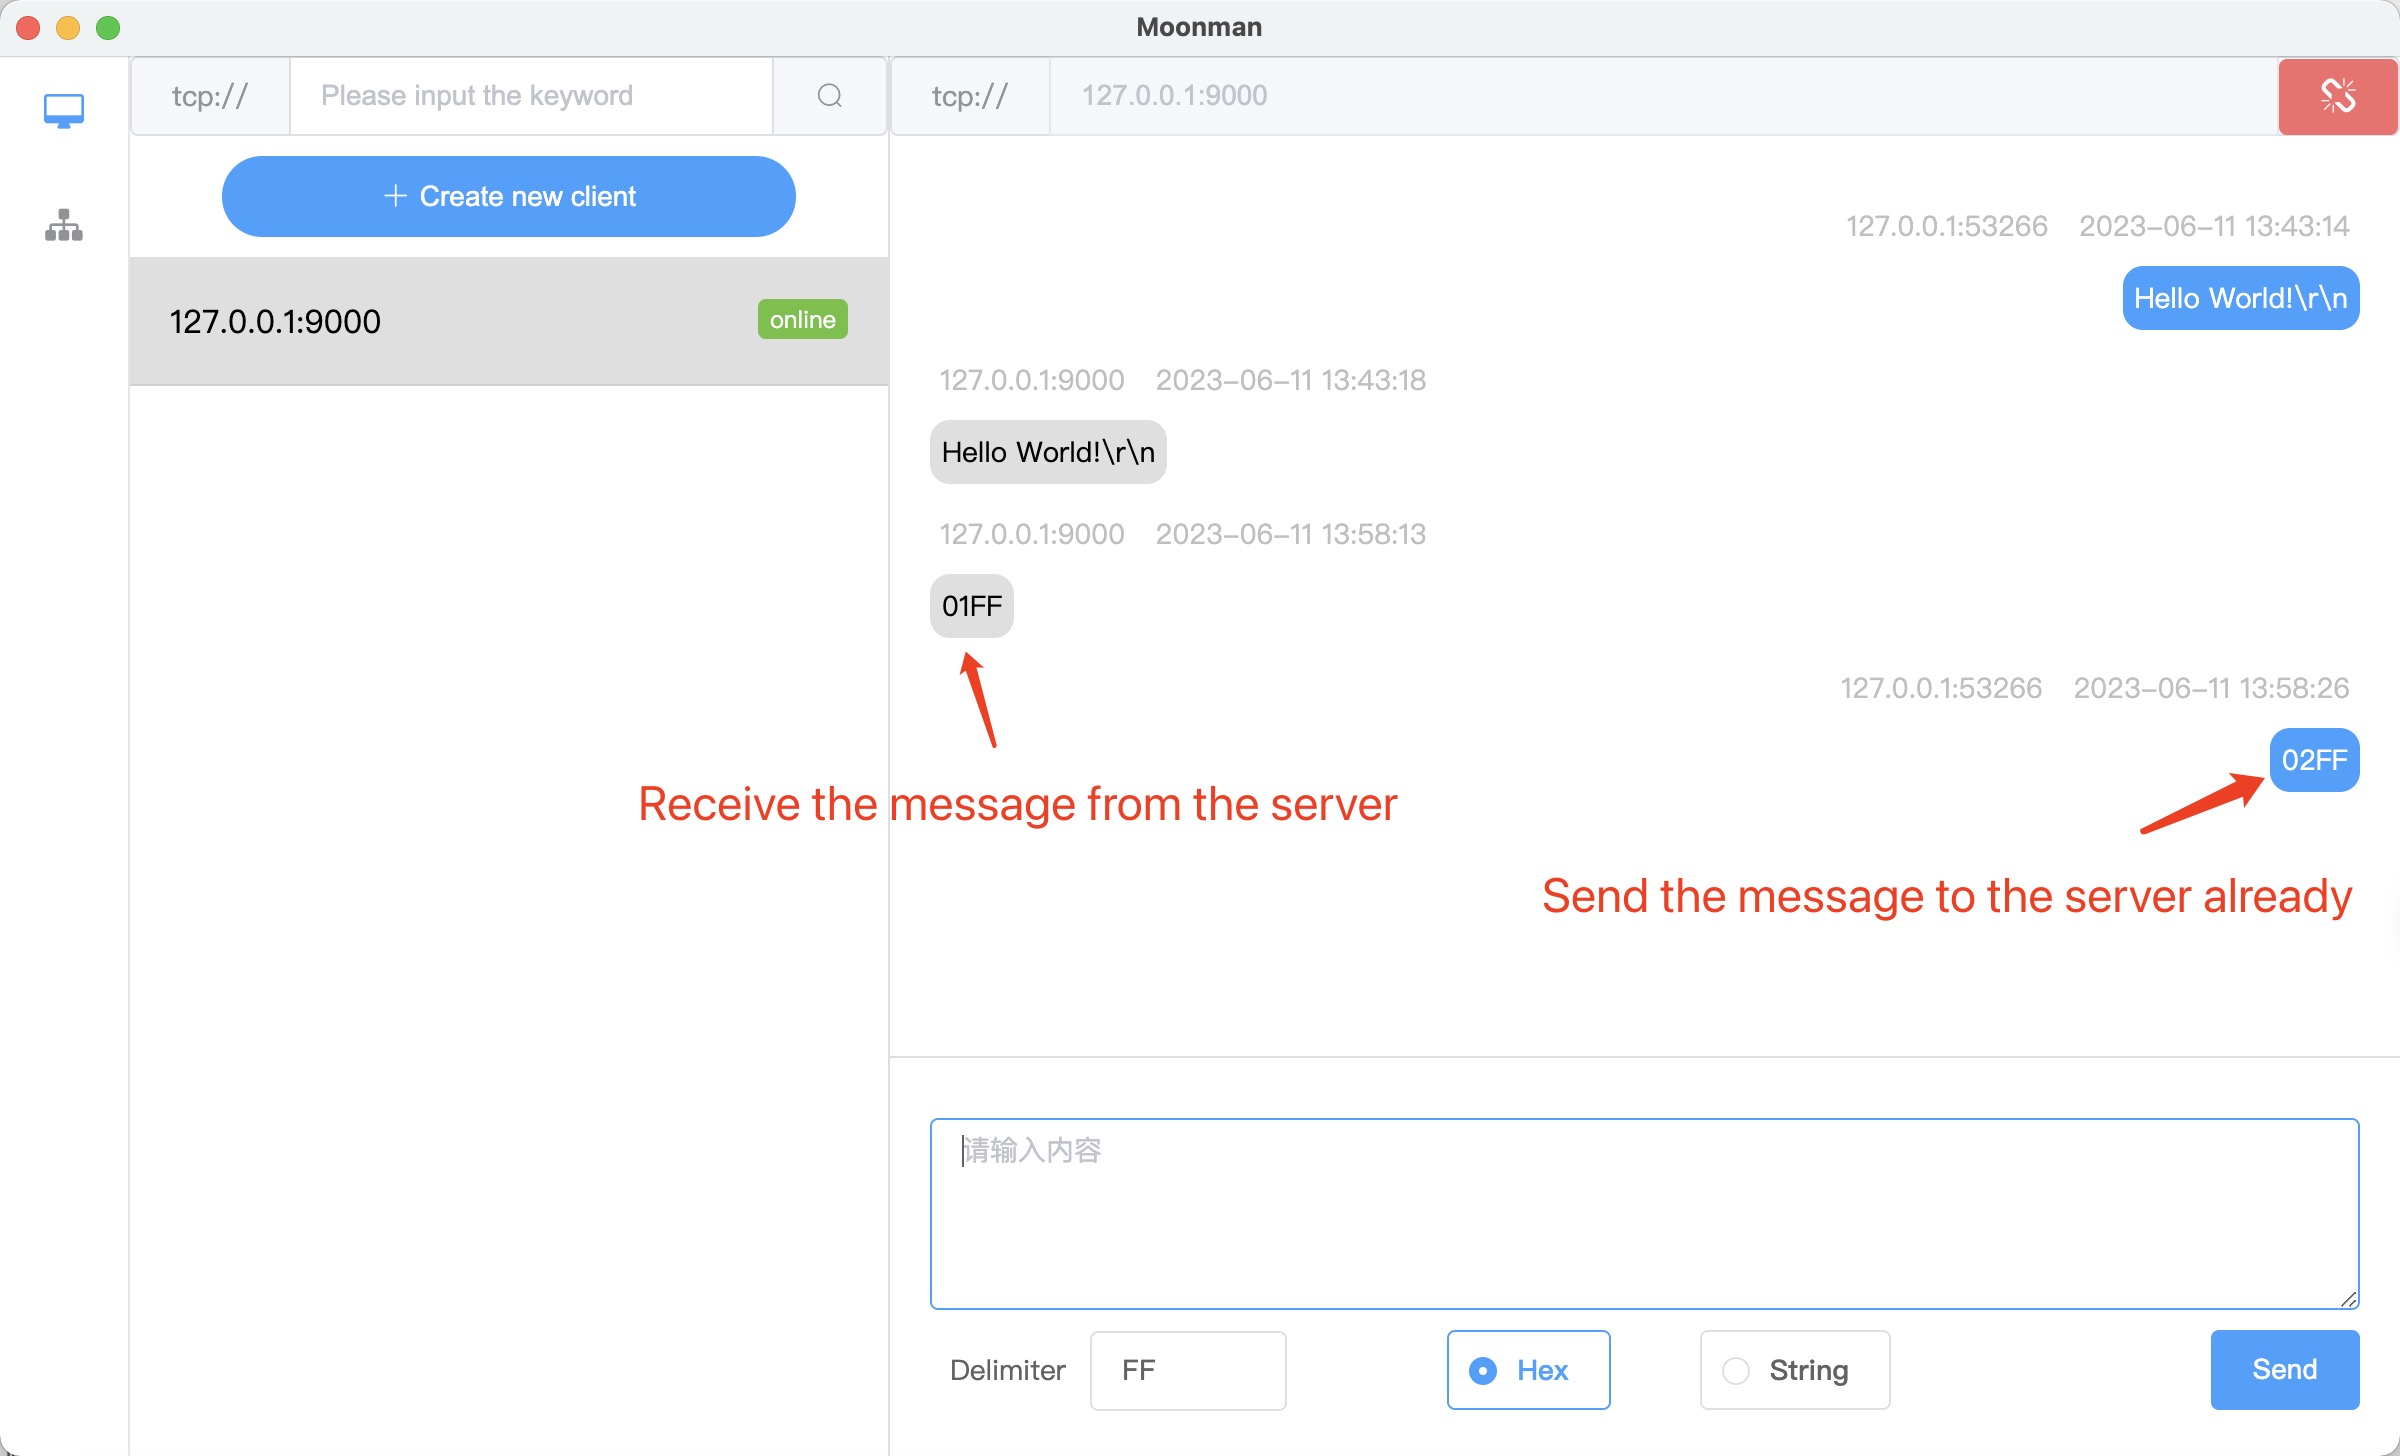 Moonman
tcp://
Please input the keyword
tcp://
127.0.0.1:9000
+ Create new client
127.0.0.1:9000
online
127.0.0.1:53266 2023-06-11 13:43:14
Hello World!\r\n
127.0.0.1:9000 2023-06-11 13:43:18
Hello World!\r\n
127.0.0.1:9000 2023-06-11 13:58:13
01FF
127.0.0.1:53266 2023-06-11 13:58:26
02FF
Receive the message from the server
Send the message to the server already
请输入内容
Delimiter FF Hex String Send